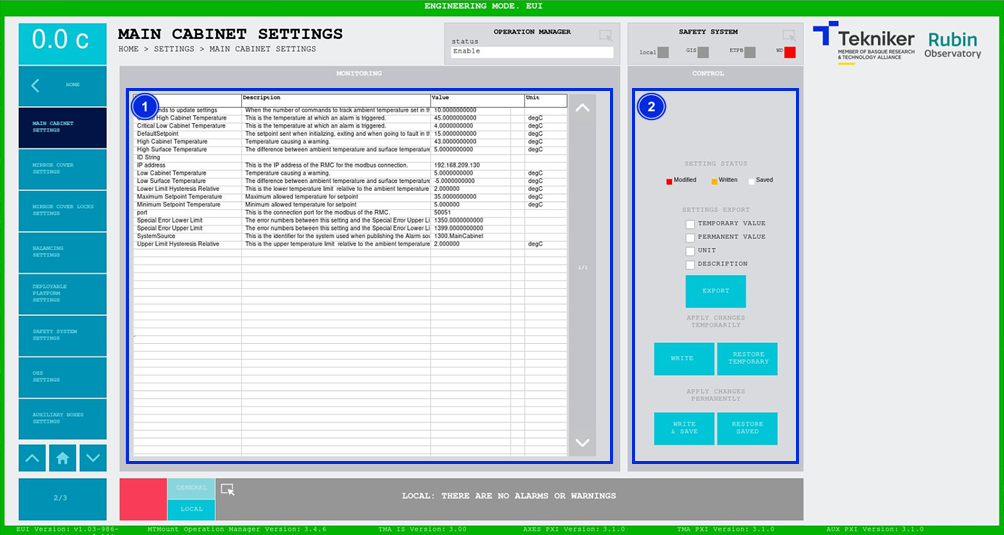 ENGINEERING MODE. EUI
0.0 c
MAIN CABINET SETTINGS
HOME > SETTINGS > MAIN CABINET SETTINGS
OPERATION MANAGER
status
Enable
SAFETY SYSTEM
local
GIS
ETPB
WD
Tekniker
MEMBER OF BASQUE RESEARCH
& TECHNOLOGY ALLIANCE
Rubin
Observatory
HOME
MAIN CABINET
SETTINGS
MIRROR COVER
SETTINGS
MIRROR COVER LOCKS
SETTINGS
BALANCING
SETTINGS
DEPLOYABLE
PLATFORM
SETTINGS
SAFETY SYSTEM
SETTINGS
OSS
SETTINGS
AUXILIARY BOXES
SETTINGS
2/3
MONITORING
1
Description Value Unit
nds to update settings When the number of commands to track ambient temperature set in th 10.0000000000
High Cabinet Temperature This is the temperature at which an alarm is triggered. 45.0000000000 degC
Critical Low Cabinet Temperature This is the temperature at which an alarm is triggered. 4.0000000000 degC
DefaultSetpoint The setpoint sent when initializing, exiting and when going to fault in th 15.0000000000 degC
High Cabinet Temperature Temperature causing a warning. 43.0000000000 degC
High Surface Temperature The difference between ambient temperature and surface temperature 5.0000000000 degC
ID String
IP address This is the IP address of the RMC for the modbus connection. 192.168.209.130
Low Cabinet Temperature Temperature causing a warning. 5.0000000000 degC
Low Surface Temperature The difference between ambient temperature and surface temperature -5.0000000000 degC
Lower Limit Hysteresis Relative This is the lower temperature limit relative to the ambient temperature 2.000000 degC
Maximum Setpoint Temperature Maximum allowed temperature for setpoint 35.0000000000 degC
Minimum Setpoint Temperature Minimum allowed temperature for setpoint 5.000000 degC
port This is the connection port for the modbus of the RMC. 50051
Special Error Lower Limit The error numbers between this setting and the Special Error Upper Li 1350.0000000000
Special Error Upper Limit The error numbers between this setting and the Special Error Lower Li 1399.0000000000
SystemSource This is the identifier for the system used when publishing the Alarm so 1300.MainCabinet
Upper Limit Hysteresis Relative This is the upper temperature limit relative to the ambient temperature 2.000000 degC
1/1
CONTROL
2
SETTING STATUS
Modified Written Saved
SETTINGS EXPORT
TEMPORARY VALUE
PERMANENT VALUE
UNIT
DESCRIPTION
EXPORT
APPLY CHANGES
TEMPORARILY
WRITE
RESTORE
TEMPORARY
APPLY CHANGES
PERMANENTLY
WRITE
& SAVE
RESTORE
SAVED
GENERAL
LOCAL
LOCAL: THERE ARE NO ALARMS OR WARNINGS
EUI Version: v1.03-986-
MTMount Operation Manager Version: 3.4.6
TMA IS Version: 3.00
AXES PXI Version: 3.1.0
TMA PXI Version: 3.1.0
AUX PXI Version: 3.1.0